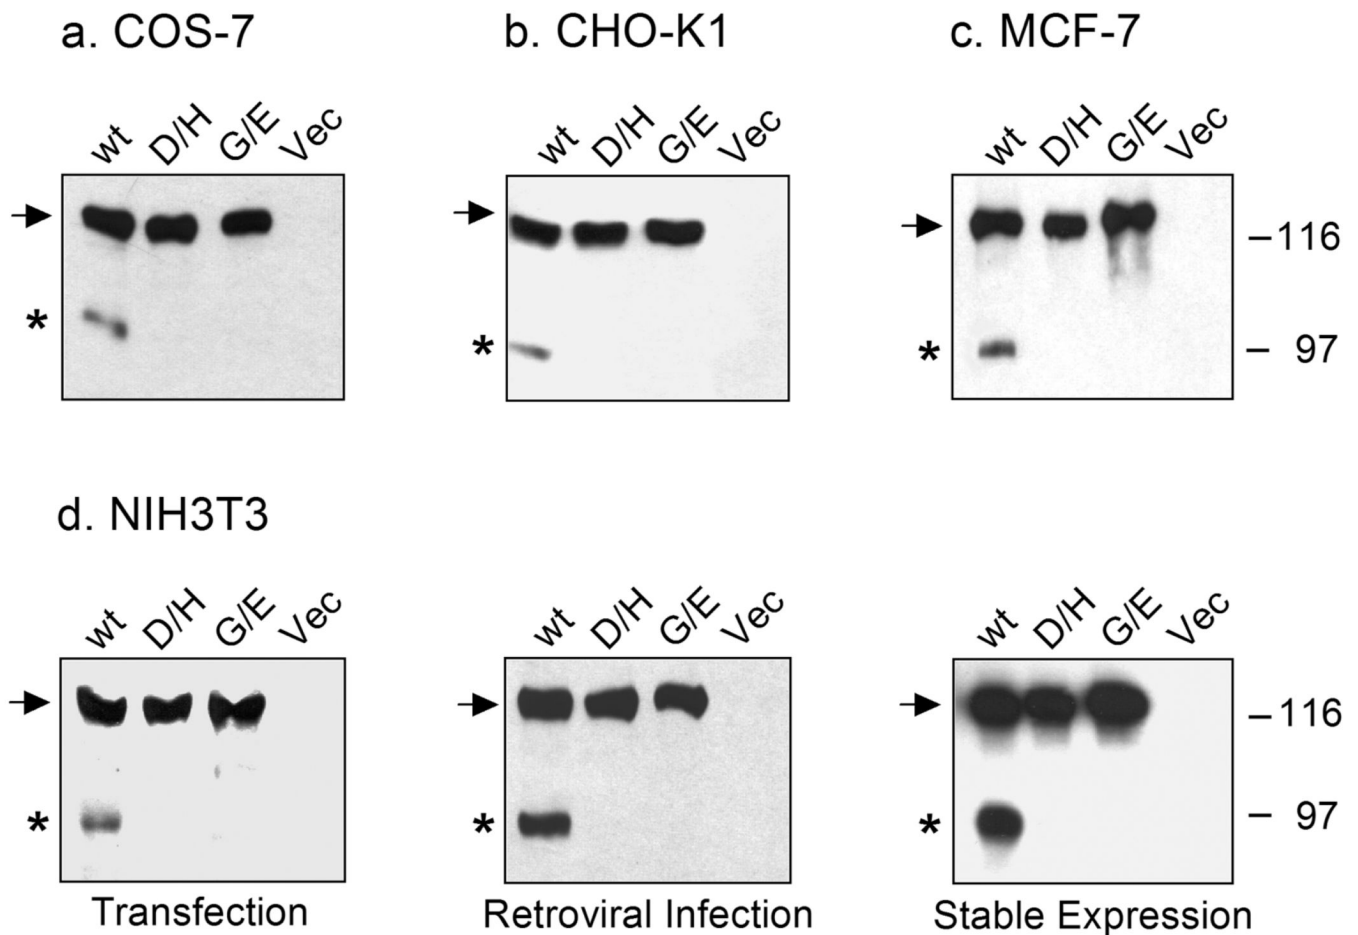 a. COS-7
b. CHO-K1
c. MCF-7
wt D/H G/E Vec
wt D/H G/E Vec
wt D/H G/E Vec
–116
*
*
*
– 97
d. NIH3T3
wt D/H G/E Vec
wt D/H G/E Vec
wt D/H G/E Vec
–116
*
*
*
– 97
Transfection
Retroviral Infection
Stable Expression